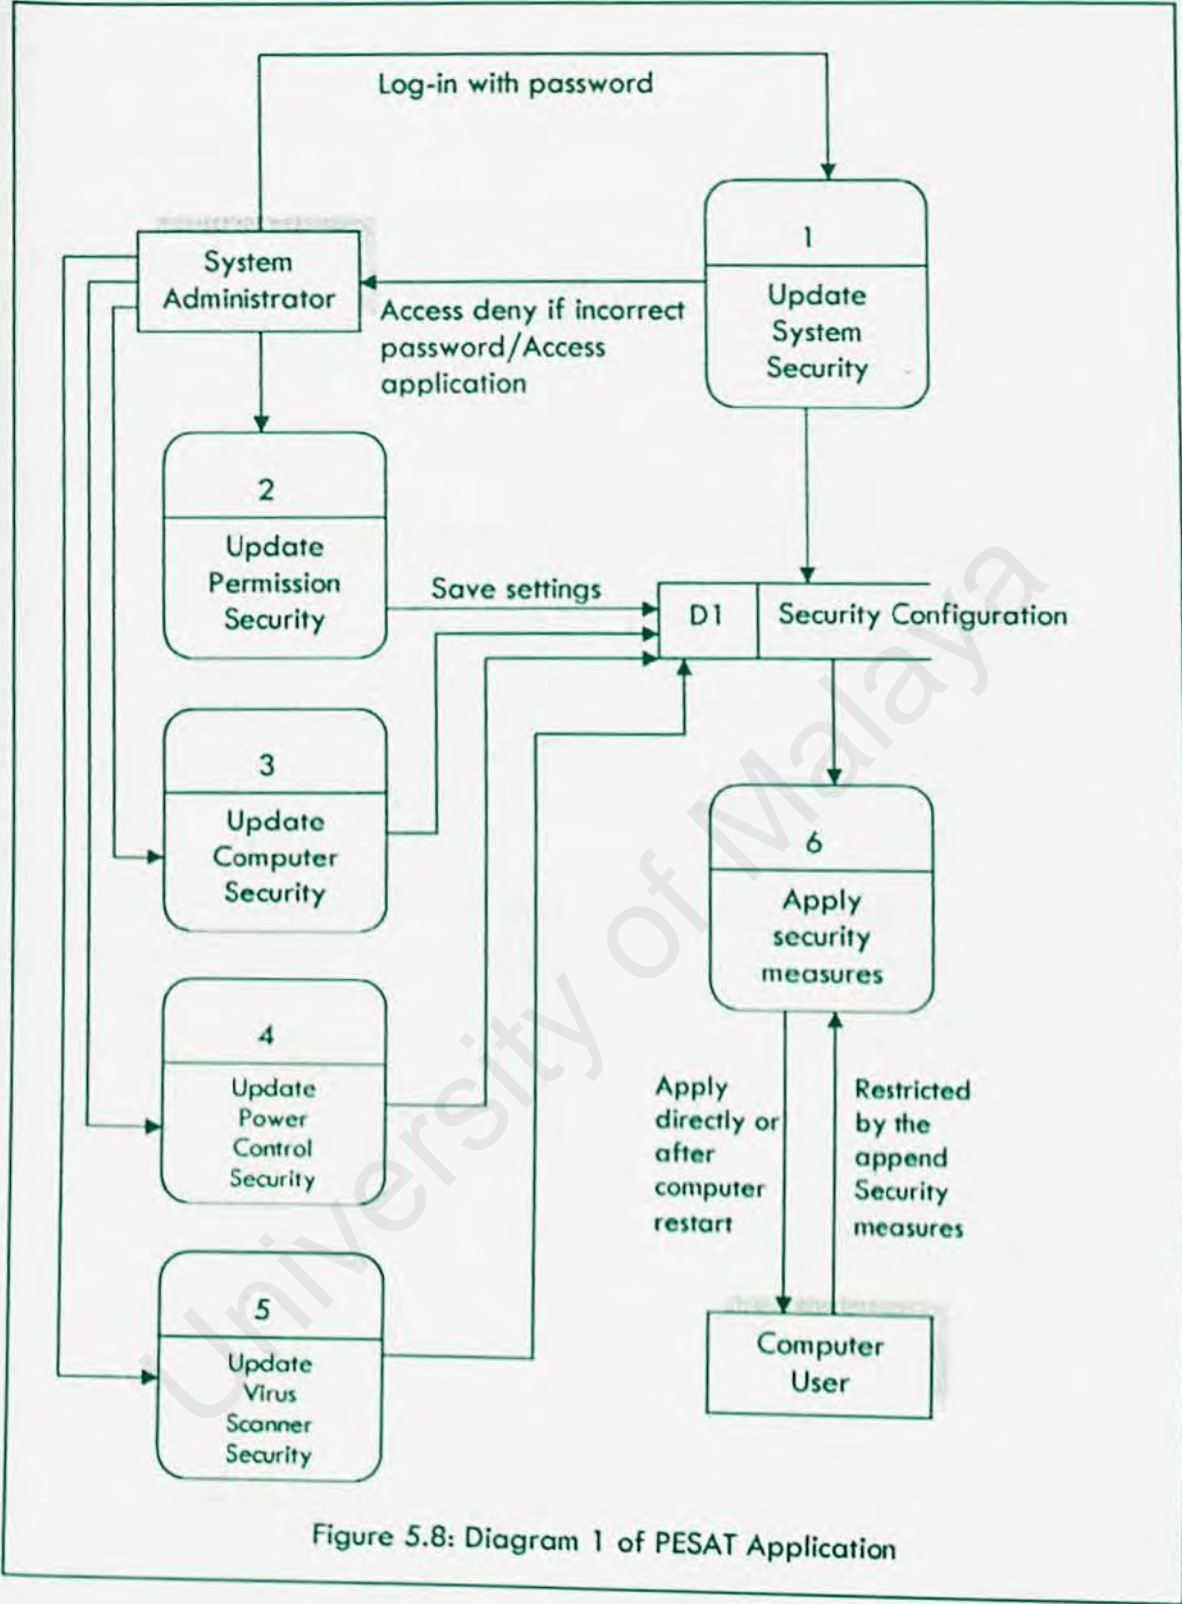 Log-in with password
1
Update
System
Security
System
Administrator
Access deny if incorrect
password/Access
application
2
Update
Permission
Security
Save settings
D1
Security Configuration
3
Update
Computer
Security
6
Apply
security
measures
4
Update
Power
Control
Security
Apply
directly or
after
computer
restart
Restricted
by the
append
Security
measures
5
Update
Virus
Scanner
Security
Computer
User
Figure 5.8: Diagram 1 of PESAT Application
University of Malaya